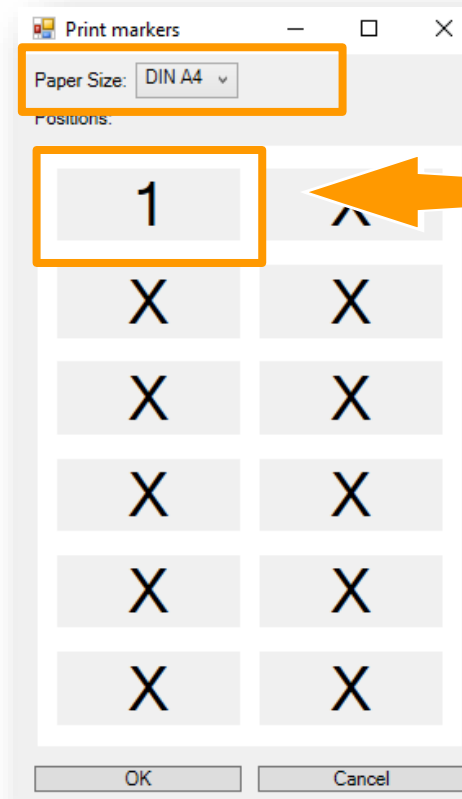 Print markers
Paper Size: DIN A4
Positions:
1 X
X X
X X
X X
X X
X X
OK Cancel